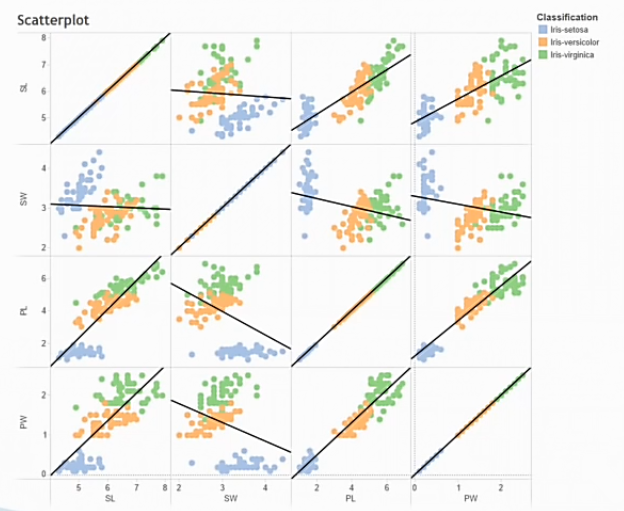 Scatterplot
Classification
Iris-setosa
Iris-versicolor
Iris-virginica
SL
8
7
6
5
SW
4
3
2
PL
6
4
2
PW
2
1
0
5 6 7 8 2 3 4 2 4 6 0 1 2
SL SW PL PW